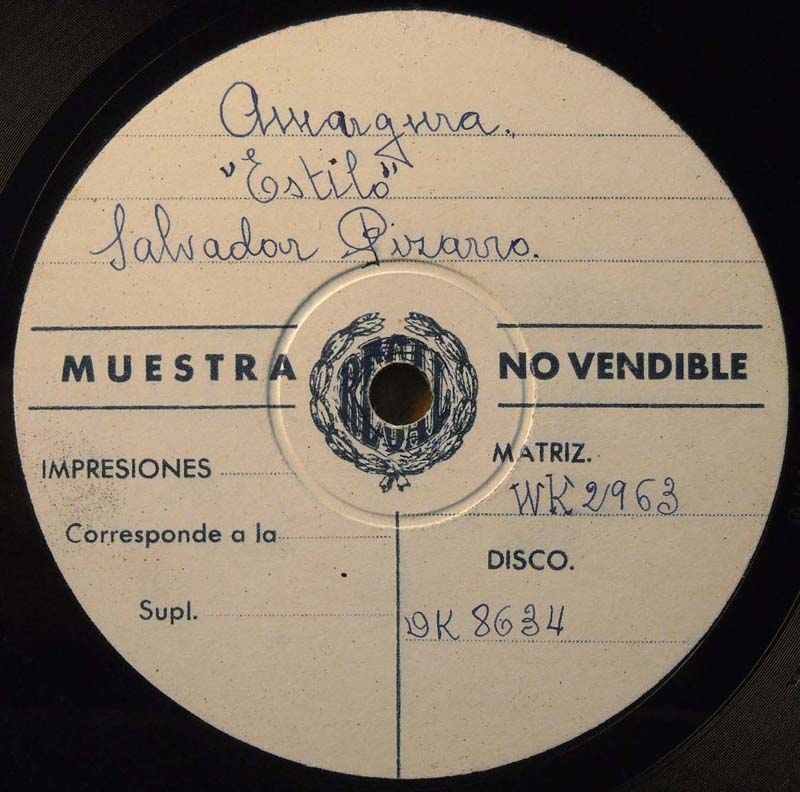 Amargura.
"Estilo"
Salvador Pizarro.
MUESTRA NO VENDIBLE
REGAL
IMPRESIONES
MATRIZ.
WK 2963
Corresponde a la
DISCO.
Supl.
DK 8634